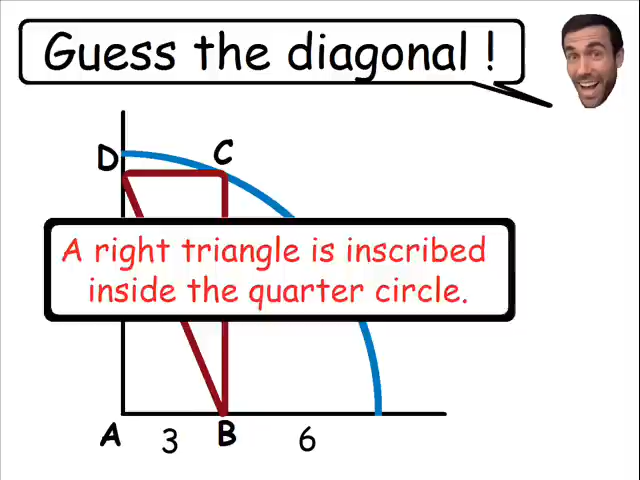 Guess the diagonal !
D
C
A right triangle is inscribed
inside the quarter circle.
A 3 B 6